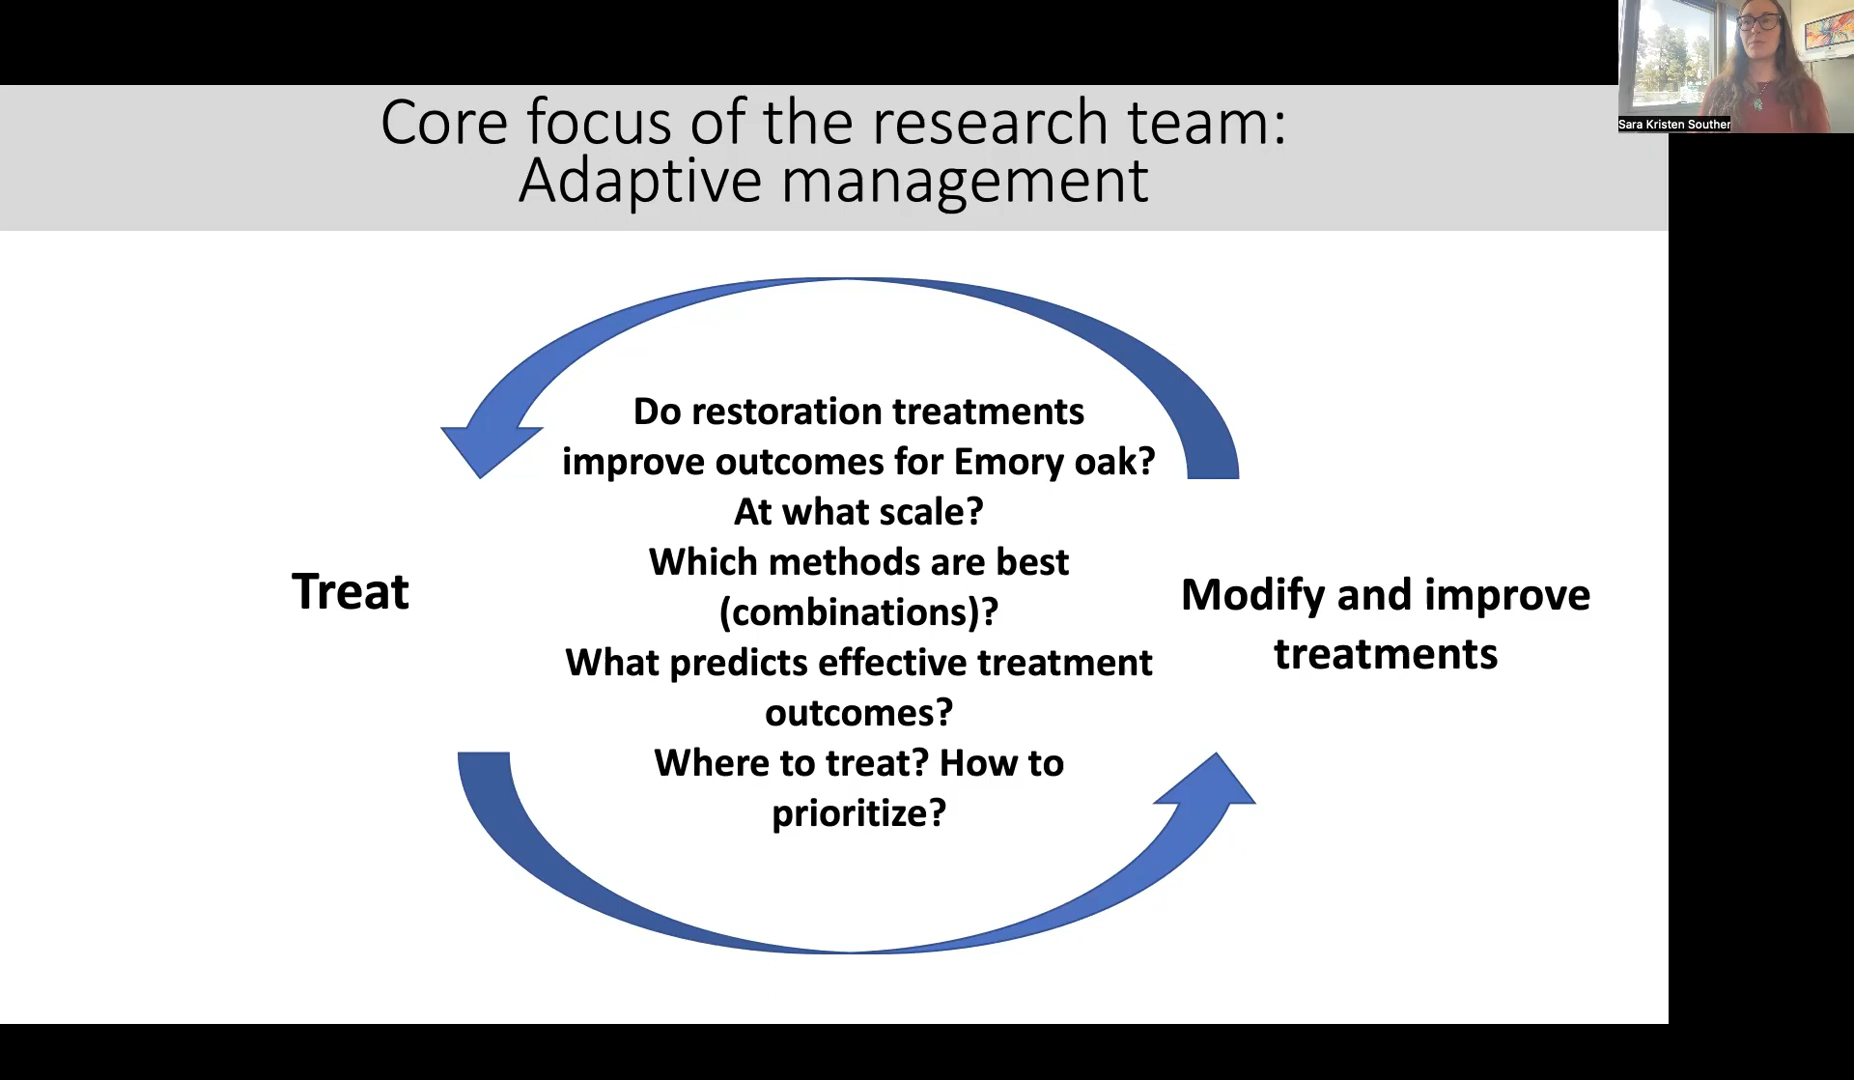 Core focus of the research team:
Adaptive management
Sara Kristen Souther
Do restoration treatments
improve outcomes for Emory oak?
At what scale?
Which methods are best
(combinations)?
What predicts effective treatment
outcomes?
Where to treat? How to
prioritize?
Treat
Modify and improve
treatments